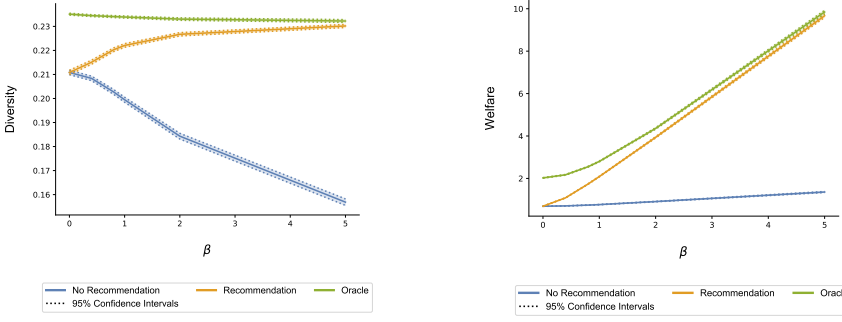 Diversity
0.23
0.22
0.21
0.20
0.19
0.18
0.17
0.16
0 1 2 3 4 5
β
No Recommendation Recommendation Oracle
95% Confidence Intervals
Welfare
10
8
6
4
2
0 1 2 3 4 5
β
No Recommendation Recommendation Orac
95% Confidence Intervals